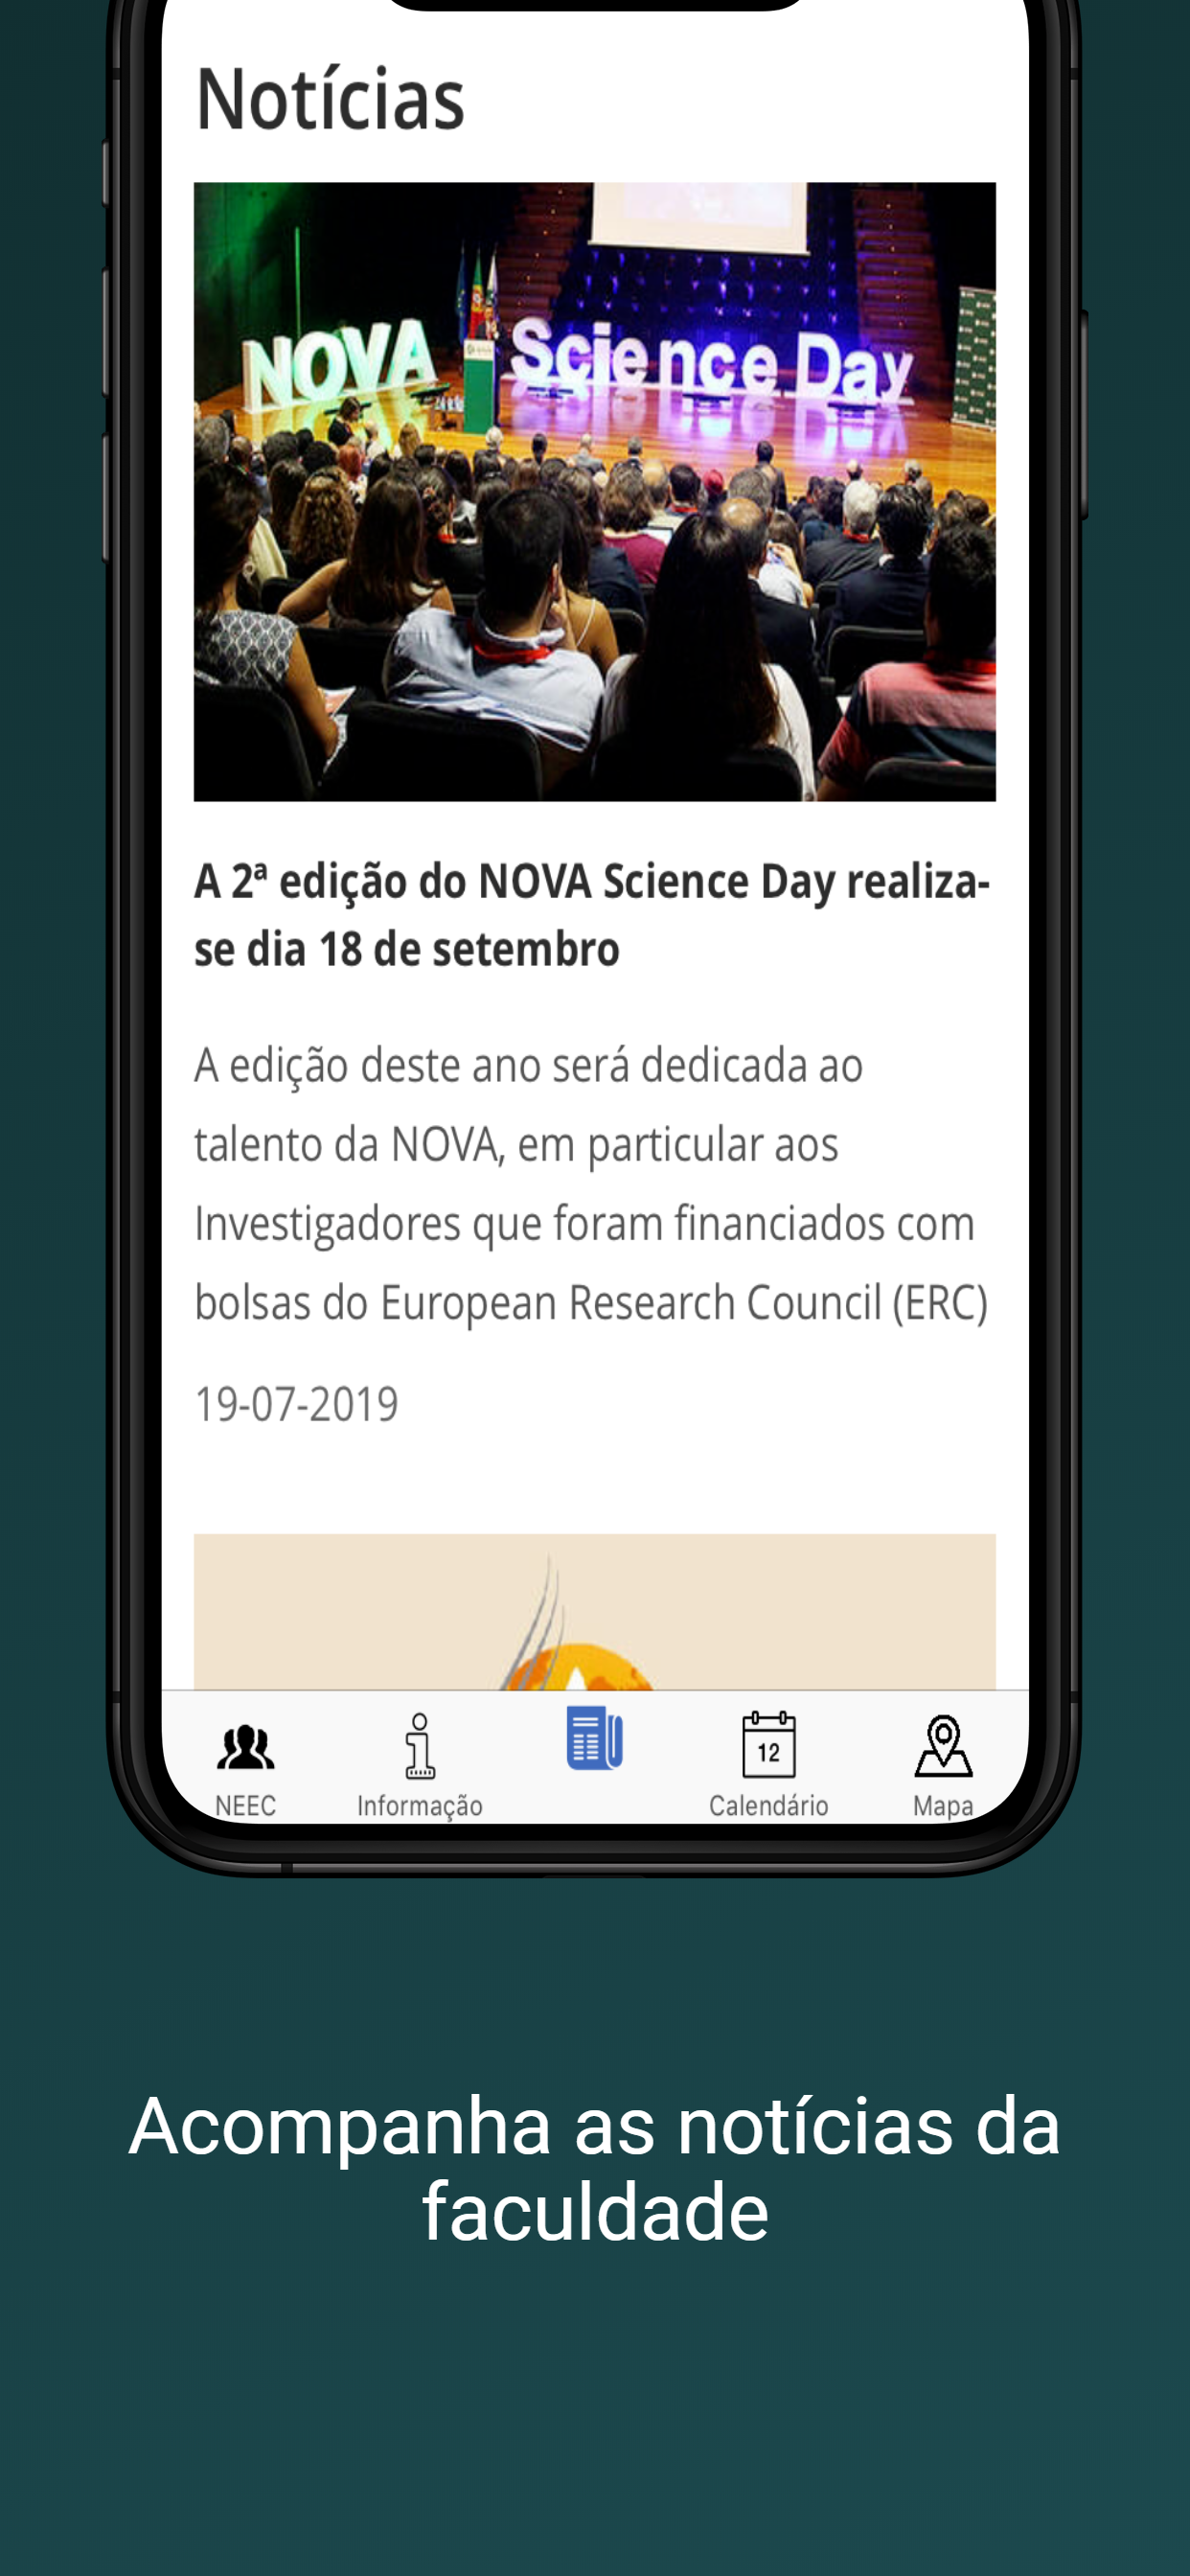 Notícias
NOVA Science Day
A 2ª edição do NOVA Science Day realiza-
se dia 18 de setembro
A edição deste ano será dedicada ao
talento da NOVA, em particular aos
Investigadores que foram financiados com
bolsas do European Research Council (ERC)
19-07-2019
12
NEEC Informação Calendário Mapa
Acompanha as notícias da
faculdade